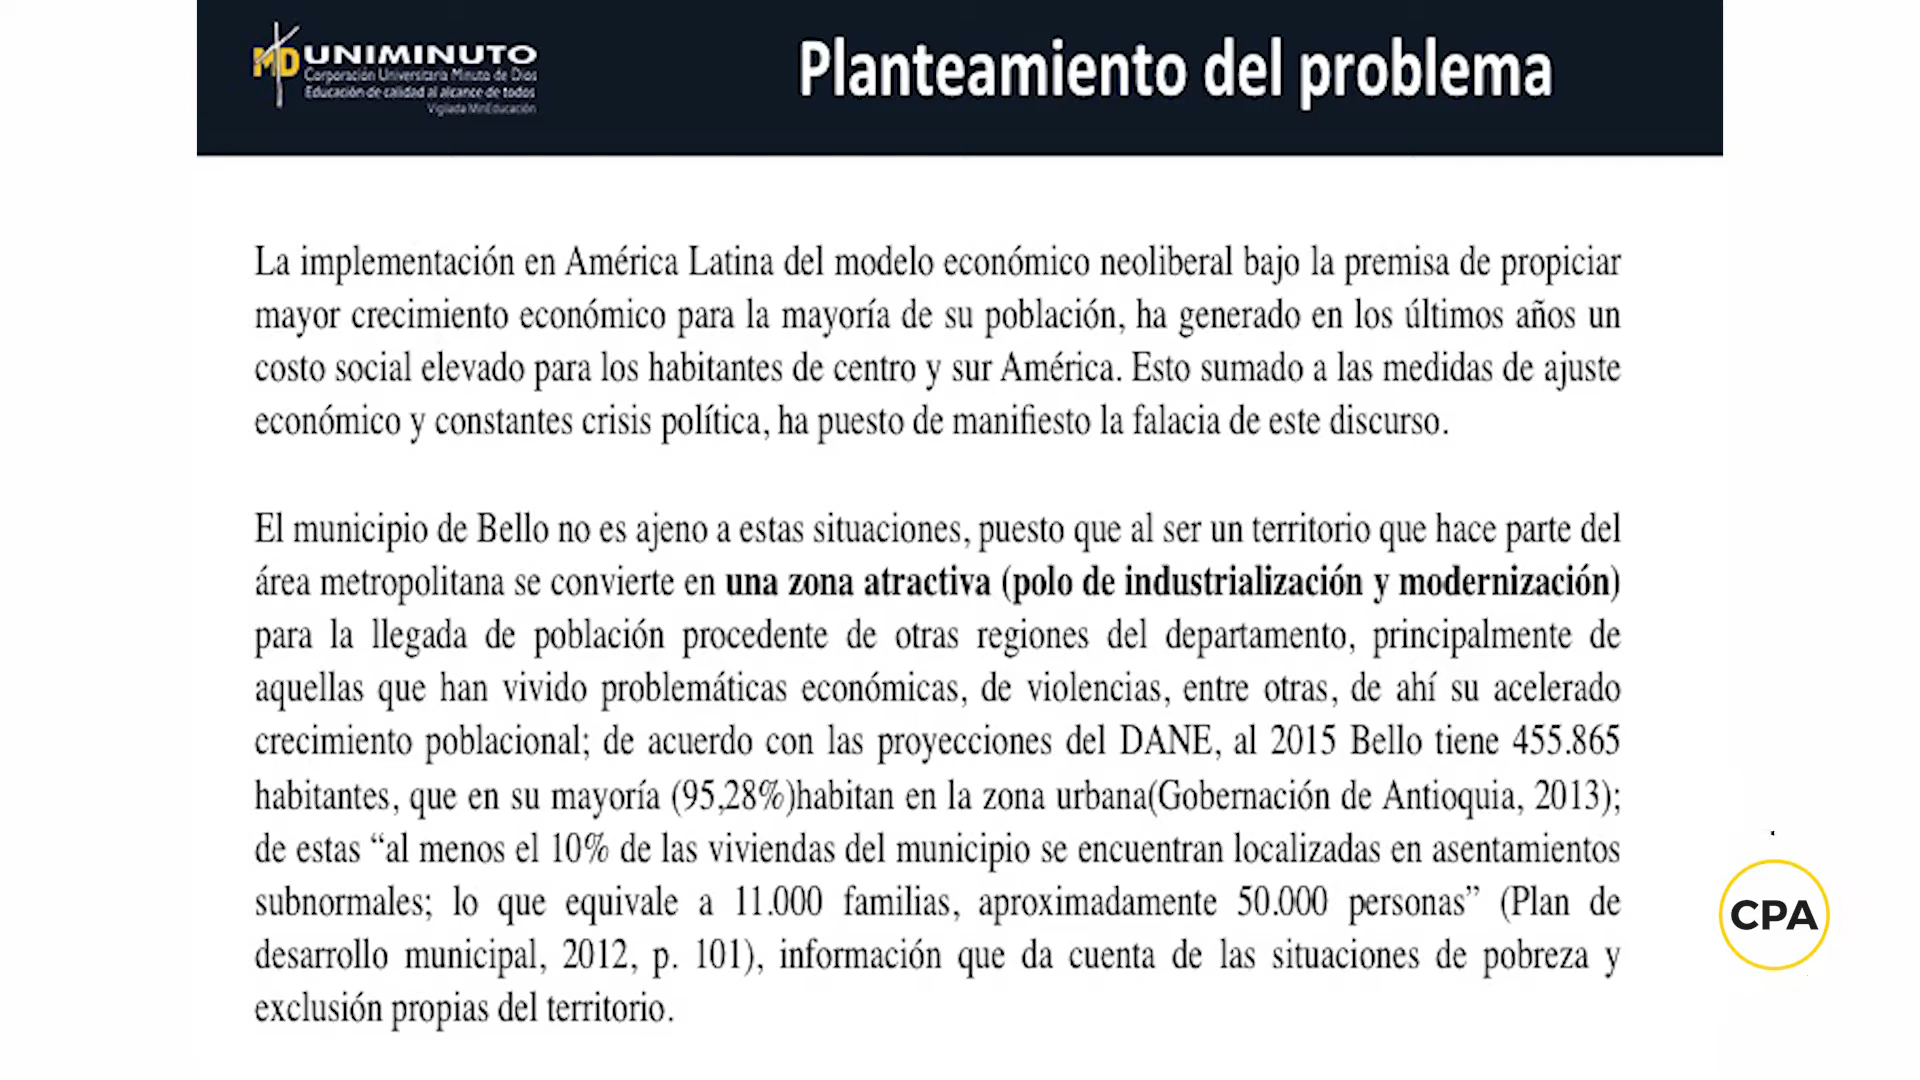 UNIMINUTO
Corporación Universitaria Minuto de Dios
Educación de calidad al alcance de todos
Vigilada MinEducación
Planteamiento del problema
La implementación en América Latina del modelo económico neoliberal bajo la premisa de propiciar
mayor crecimiento económico para la mayoría de su población, ha generado en los últimos años un
costo social elevado para los habitantes de centro y sur América. Esto sumado a las medidas de ajuste
económico y constantes crisis política, ha puesto de manifiesto la falacia de este discurso.
El municipio de Bello no es ajeno a estas situaciones, puesto que al ser un territorio que hace parte del
área metropolitana se convierte en una zona atractiva (polo de industrialización y modernización)
para la llegada de población procedente de otras regiones del departamento, principalmente de
aquellas que han vivido problemáticas económicas, de violencias, entre otras, de ahí su acelerado
crecimiento poblacional; de acuerdo con las proyecciones del DANE, al 2015 Bello tiene 455.865
habitantes, que en su mayoría (95,28%)habitan en la zona urbana(Gobernación de Antioquia, 2013);
de estas “al menos el 10% de las viviendas del municipio se encuentran localizadas en asentamientos
subnormales; lo que equivale a 11.000 familias, aproximadamente 50.000 personas” (Plan de
desarrollo municipal, 2012, p. 101), información que da cuenta de las situaciones de pobreza y
exclusión propias del territorio.
CPA